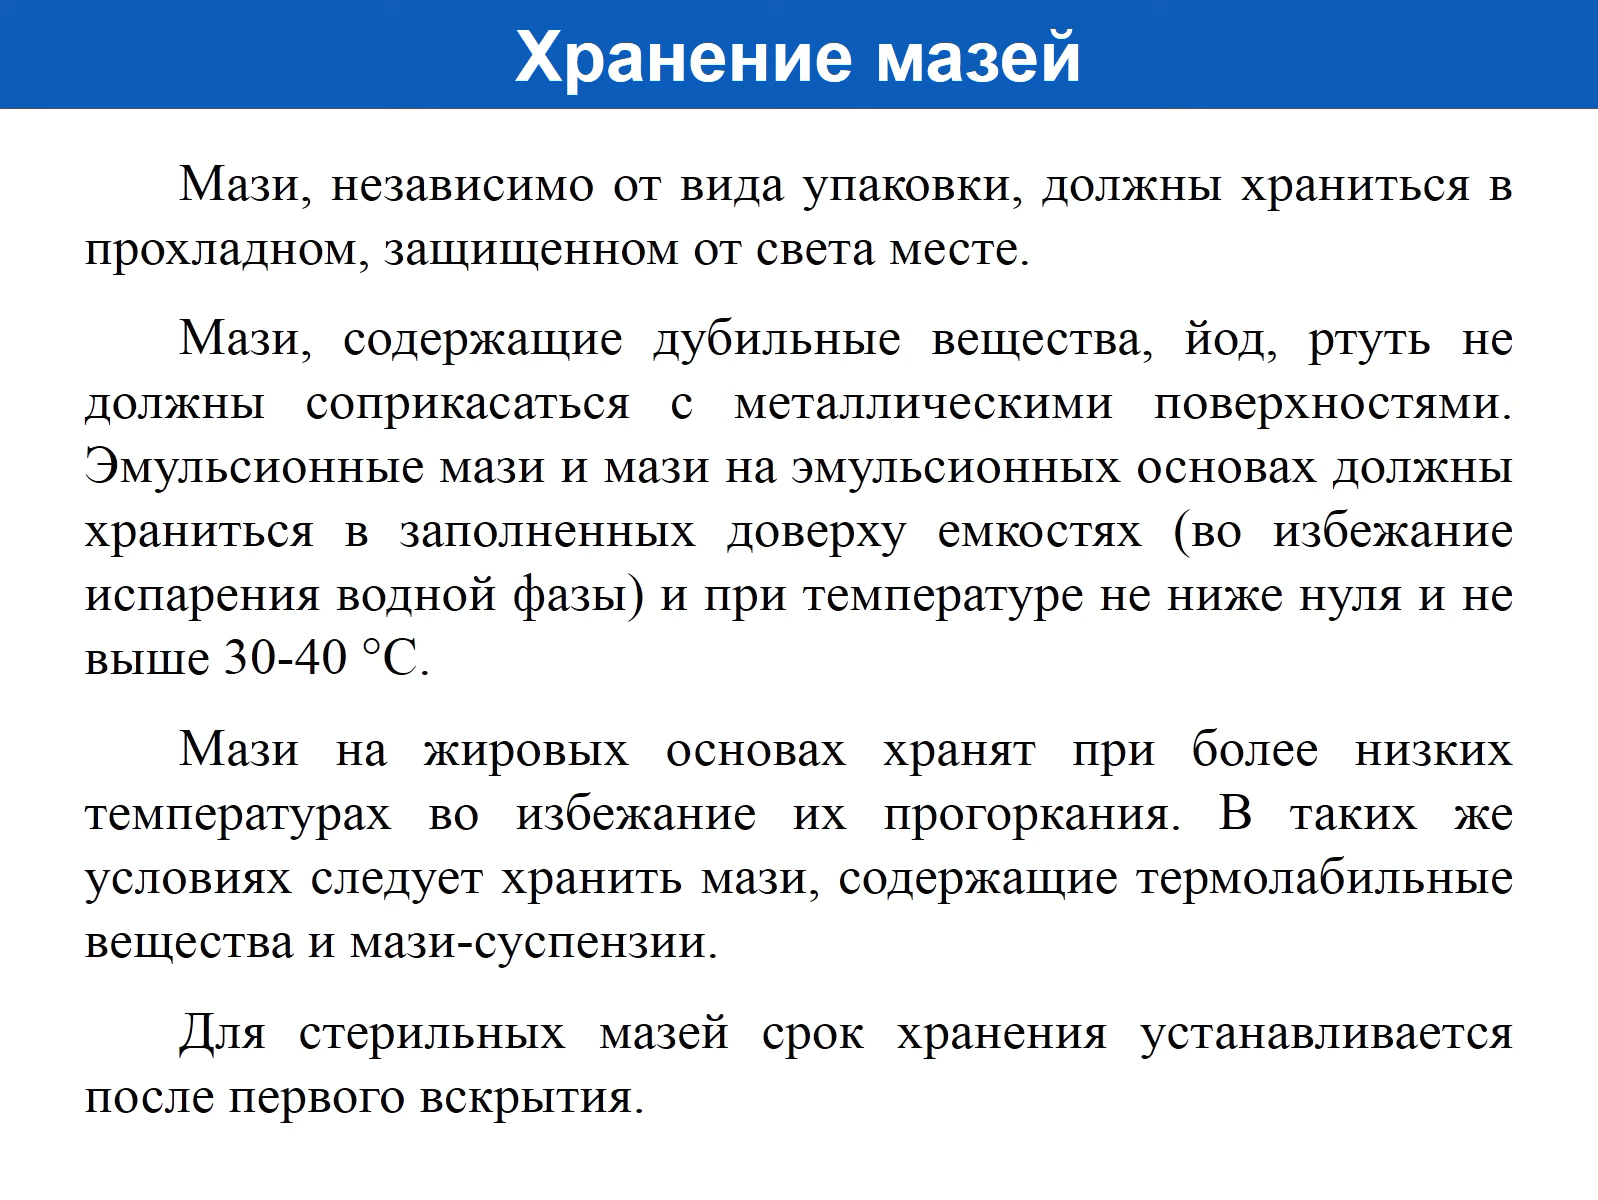 Хранение мазей
Мази, независимо от вида упаковки, должны храниться в
прохладном, защищенном от света месте.
Мази, содержащие дубильные вещества, йод, ртуть не
должны соприкасаться с металлическими поверхностями.
Эмульсионные мази и мази на эмульсионных основах должны
храниться в заполненных доверху емкостях (во избежание
испарения водной фазы) и при температуре не ниже нуля и не
выше 30-40 °С.
Мази на жировых основах хранят при более низких
температурах во избежание их прогоркания. В таких же
условиях следует хранить мази, содержащие термолабильные
вещества и мази-суспензии.
Для стерильных мазей срок хранения устанавливается
после первого вскрытия.